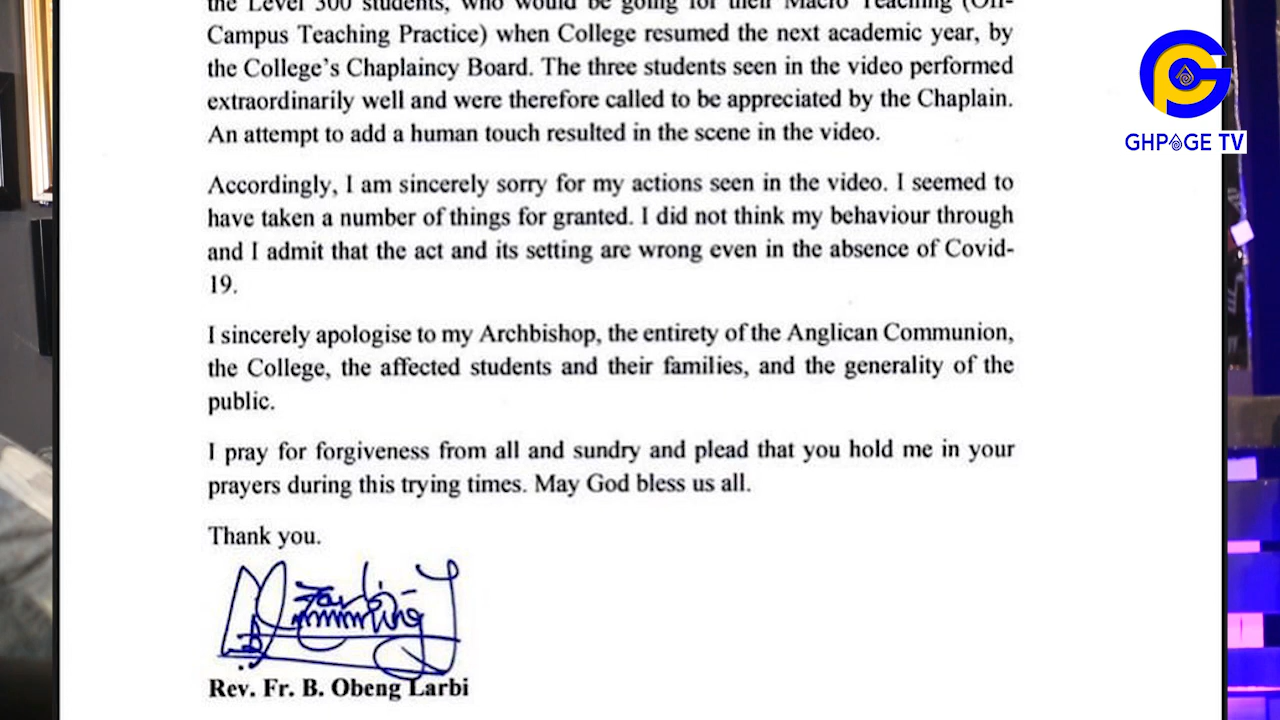 the Level 300 students, who would be going for their Macro Teaching (Off-
Campus Teaching Practice) when College resumed the next academic year, by
the College's Chaplaincy Board. The three students seen in the video performed
extraordinarily well and were therefore called to be appreciated by the Chaplain.
An attempt to add a human touch resulted in the scene in the video.
Accordingly, I am sincerely sorry for my actions seen in the video. I seemed to
have taken a number of things for granted. I did not think my behaviour through
and I admit that the act and its setting are wrong even in the absence of Covid-
19.
I sincerely apologise to my Archbishop, the entirety of the Anglican Communion,
the College, the affected students and their families, and the generality of the
public.
I pray for forgiveness from all and sundry and plead that you hold me in your
prayers during this trying times. May God bless us all.
Thank you.
Rev. Fr. B. Obeng Larbi
GHPAGE TV